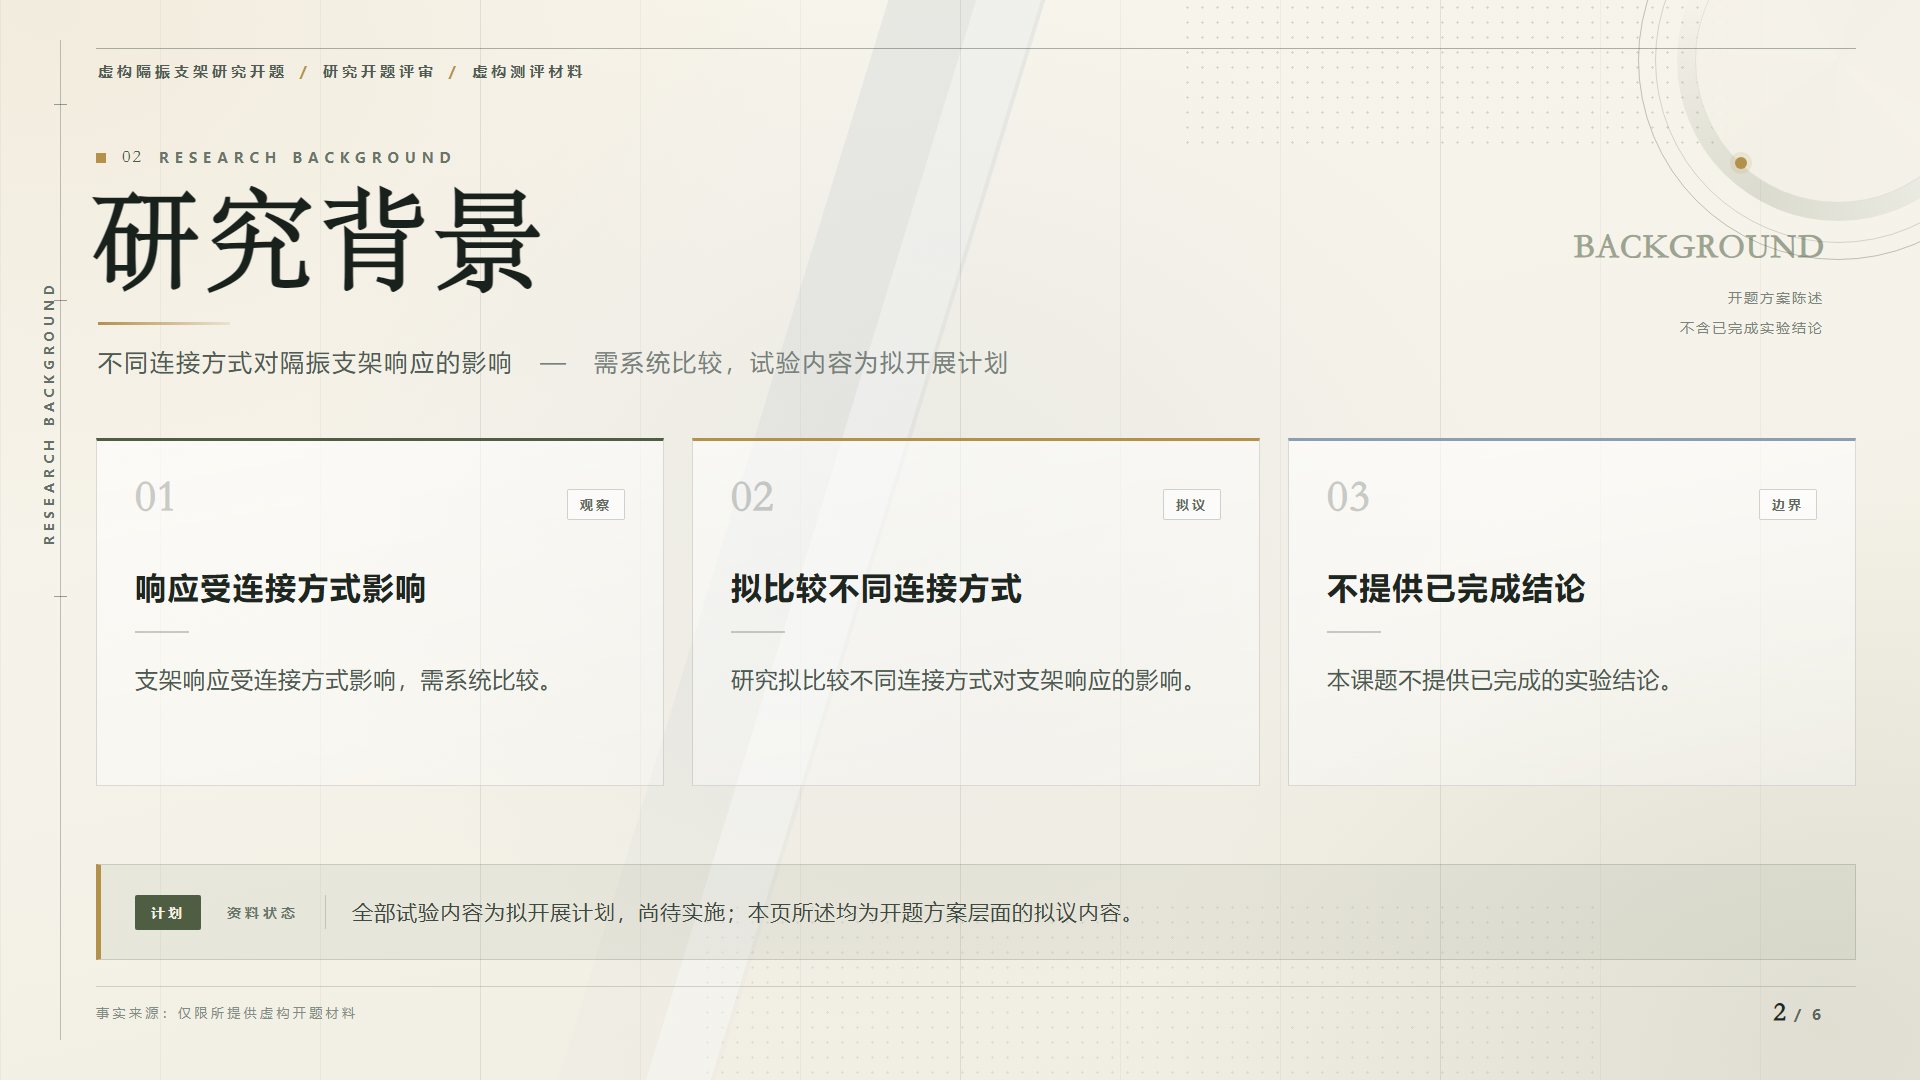 虚构隔振支架研究开题 / 研究开题评审 / 虚构测评材料
02 RESEARCH BACKGROUND
研究背景
BACKGROUND
开题方案陈述
不含已完成实验结论
不同连接方式对隔振支架响应的影响 — 需系统比较，试验内容为拟开展计划
RESEARCH BACKGROUND
01
观察
响应受连接方式影响
支架响应受连接方式影响，需系统比较。
02
拟议
拟比较不同连接方式
研究拟比较不同连接方式对支架响应的影响。
03
边界
不提供已完成结论
本课题不提供已完成的实验结论。
计划 资料状态 全部试验内容为拟开展计划，尚待实施；本页所述均为开题方案层面的拟议内容。
事实来源：仅限所提供虚构开题材料
2 / 6